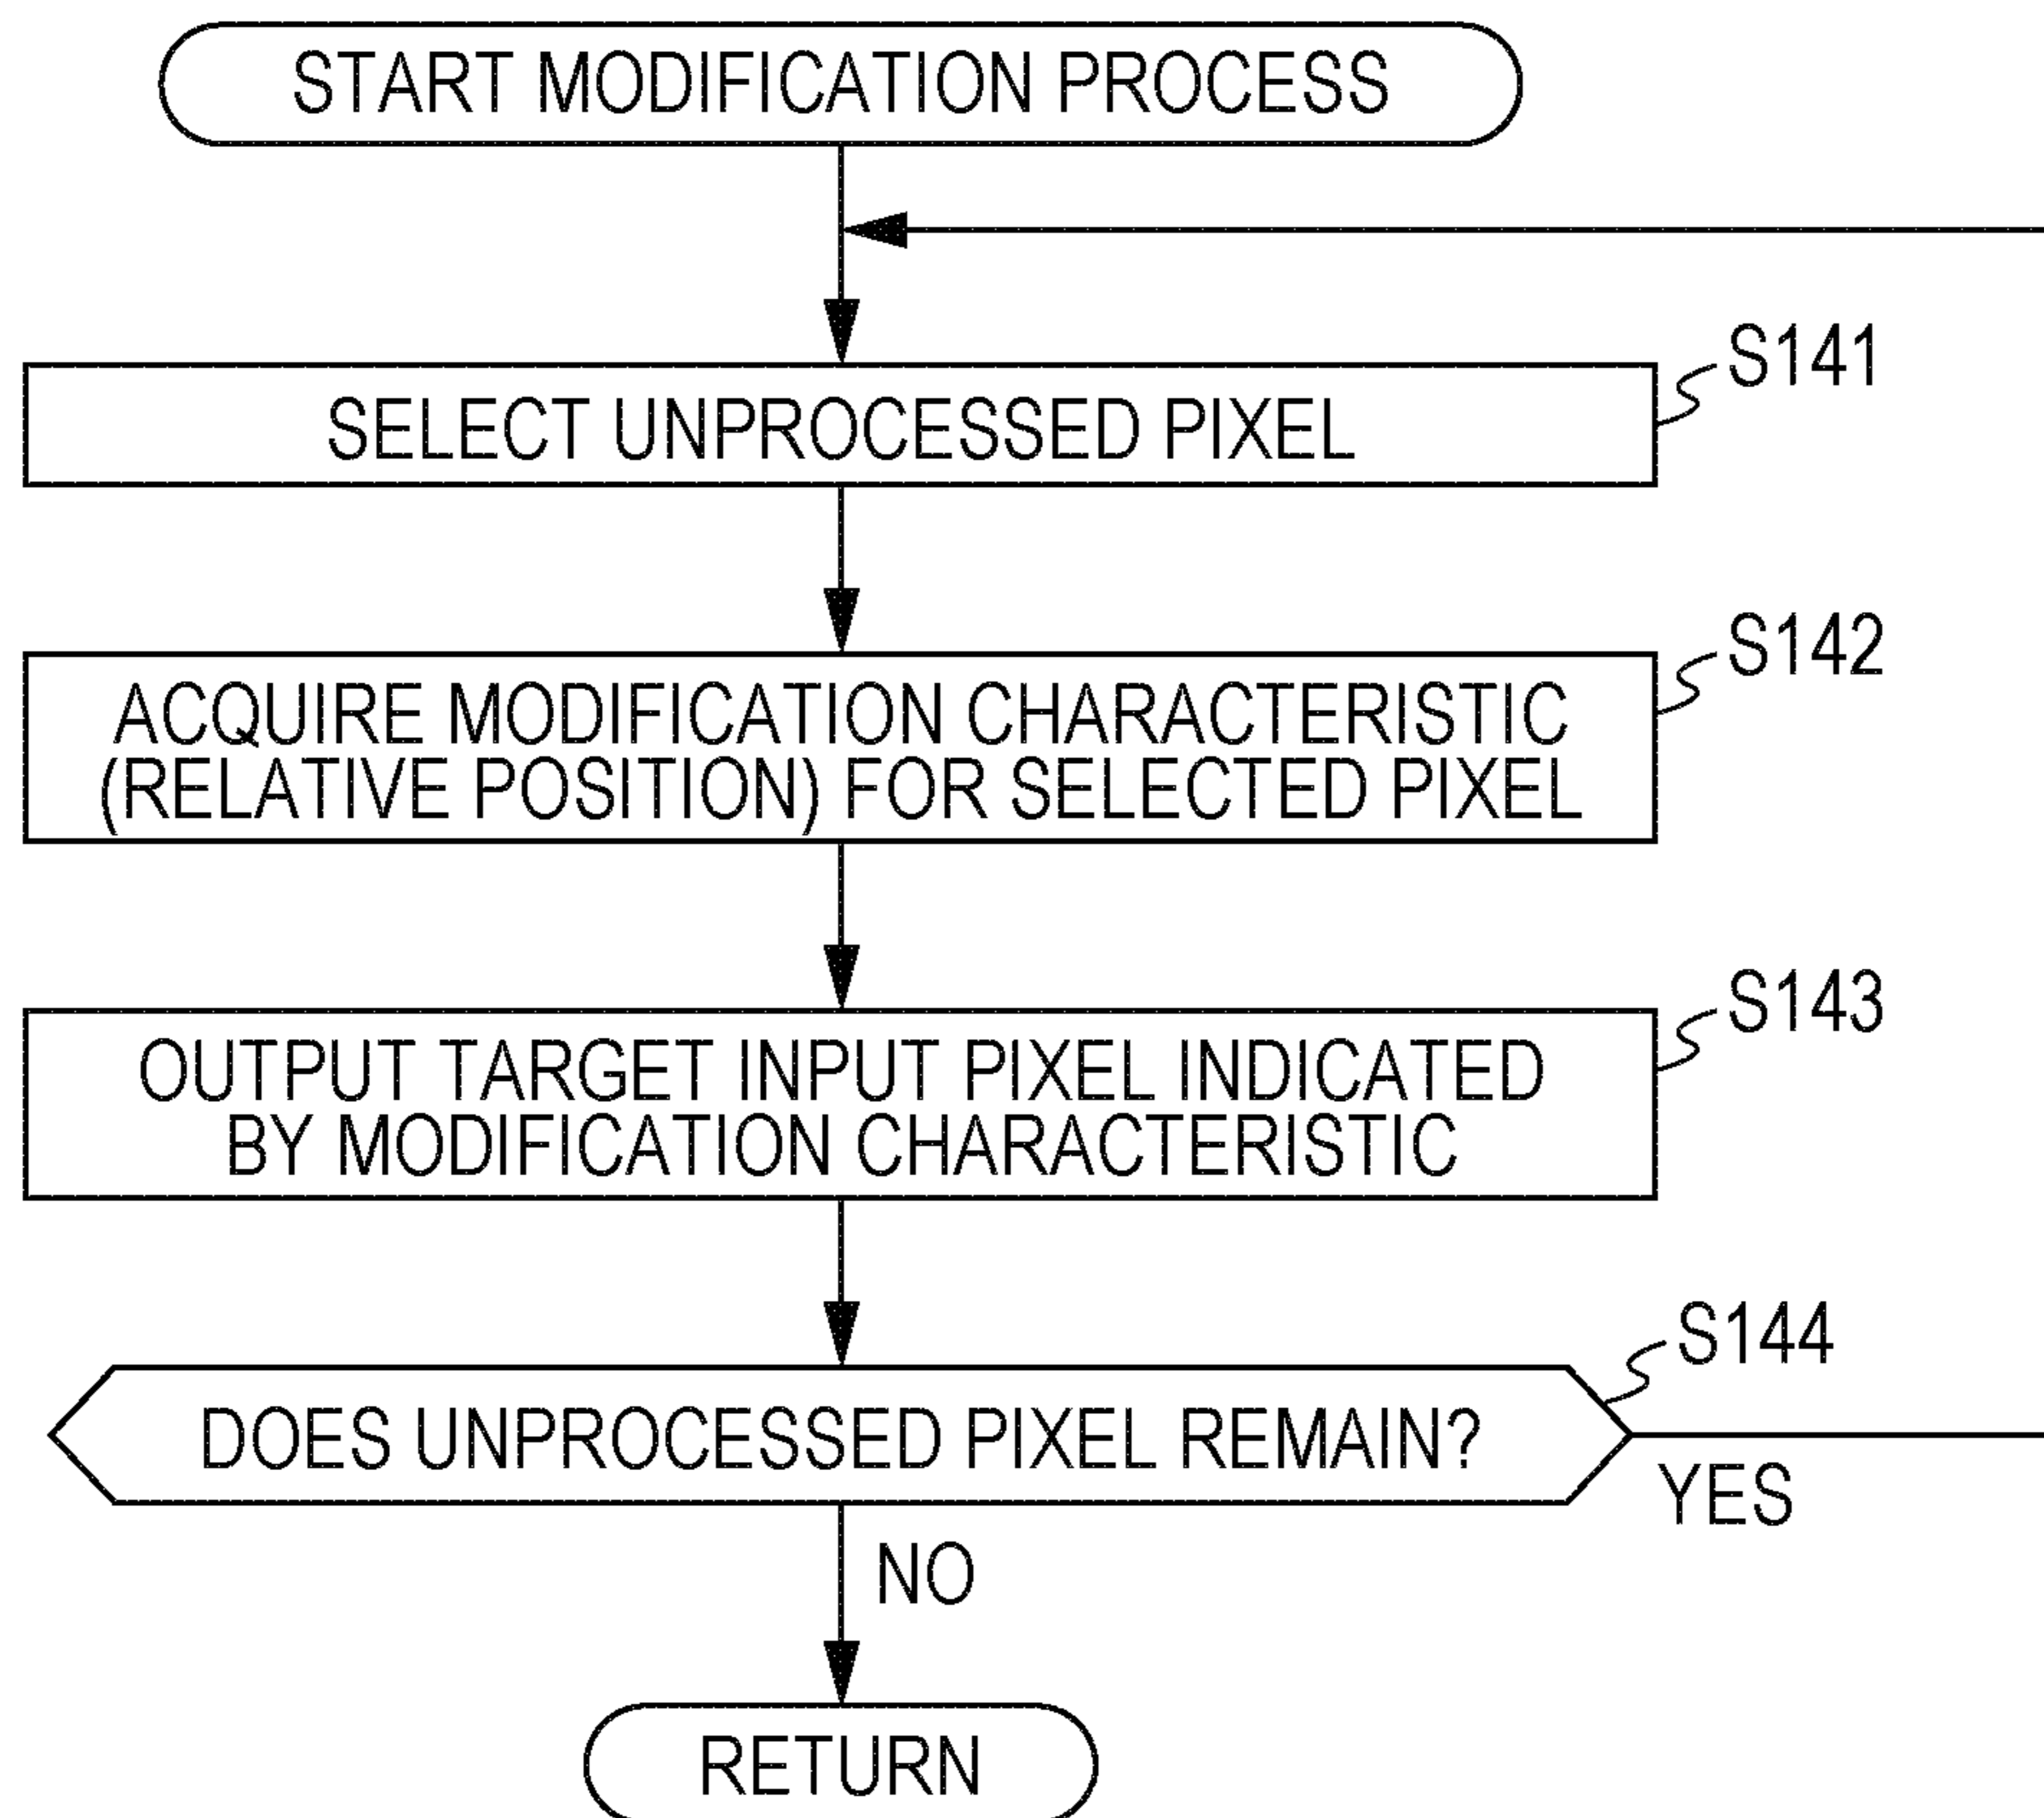 START MODIFICATION PROCESS
S141
SELECT UNPROCESSED PIXEL
S142
ACQUIRE MODIFICATION CHARACTERISTIC
(RELATIVE POSITION) FOR SELECTED PIXEL
S143
OUTPUT TARGET INPUT PIXEL INDICATED
BY MODIFICATION CHARACTERISTIC
S144
DOES UNPROCESSED PIXEL REMAIN?
YES
NO
RETURN